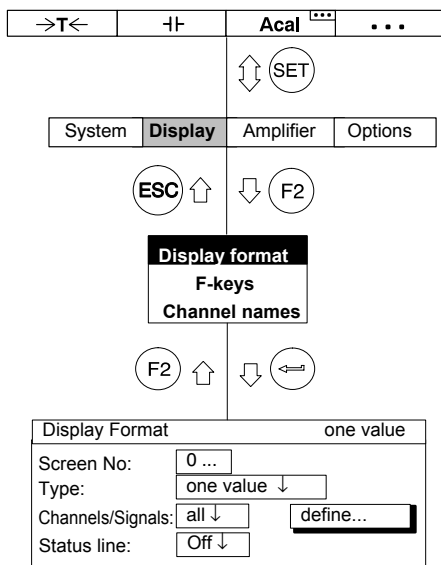 →T← ⊣⊢ Acal ... ...
SET
System Display Amplifier Options
ESC F2
Display format
F-keys
Channel names
F2
Display Format one value
Screen No: 0 ...
Type: one value ↓
Channels/Signals: all ↓ define...
Status line: Off ↓